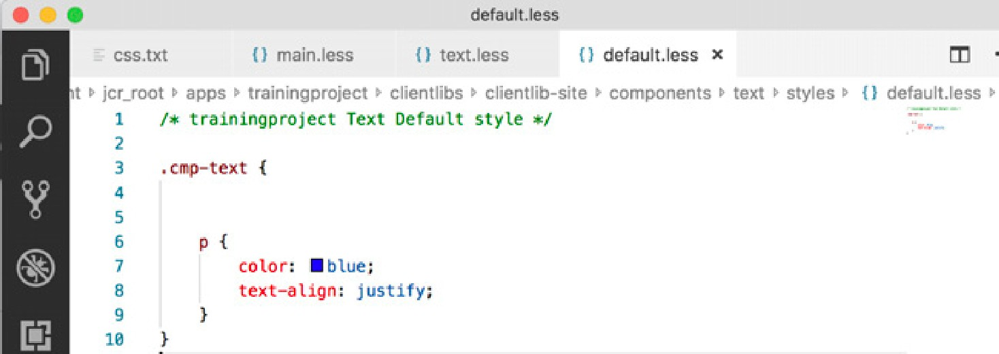 default.less
css.txt {} main.less {} text.less {} default.less ×
nt ▹ jcr_root ▹ apps ▹ trainingproject ▹ clientlibs ▹ clientlib-site ▹ components ▹ text ▹ styles ▹ {} default.less ▹
1 /* trainingproject Text Default style */
2
3 .cmp-text {
4
5
6 p {
7 color: blue;
8 text-align: justify;
9 }
10 }